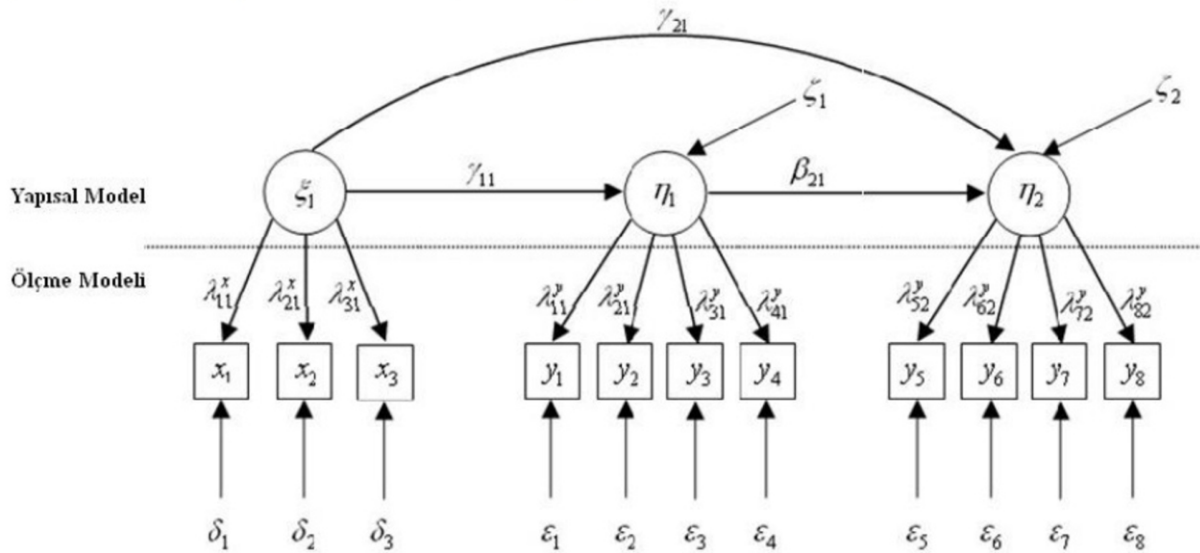 γ₂₁
ζ₁ ζ₂
Yapısal Model ξ₁ γ₁₁ η₁ β₂₁ η₂
Ölçme Modeli
λ₁₁ˣ λ₂₁ˣ λ₃₁ˣ λ₁₁ʸ λ₂₁ʸ λ₃₁ʸ λ₄₁ʸ λ₅₂ʸ λ₆₂ʸ λ₇₂ʸ λ₈₂ʸ
x₁ x₂ x₃ y₁ y₂ y₃ y₄ y₅ y₆ y₇ y₈
δ₁ δ₂ δ₃ ε₁ ε₂ ε₃ ε₄ ε₅ ε₆ ε₇ ε₈